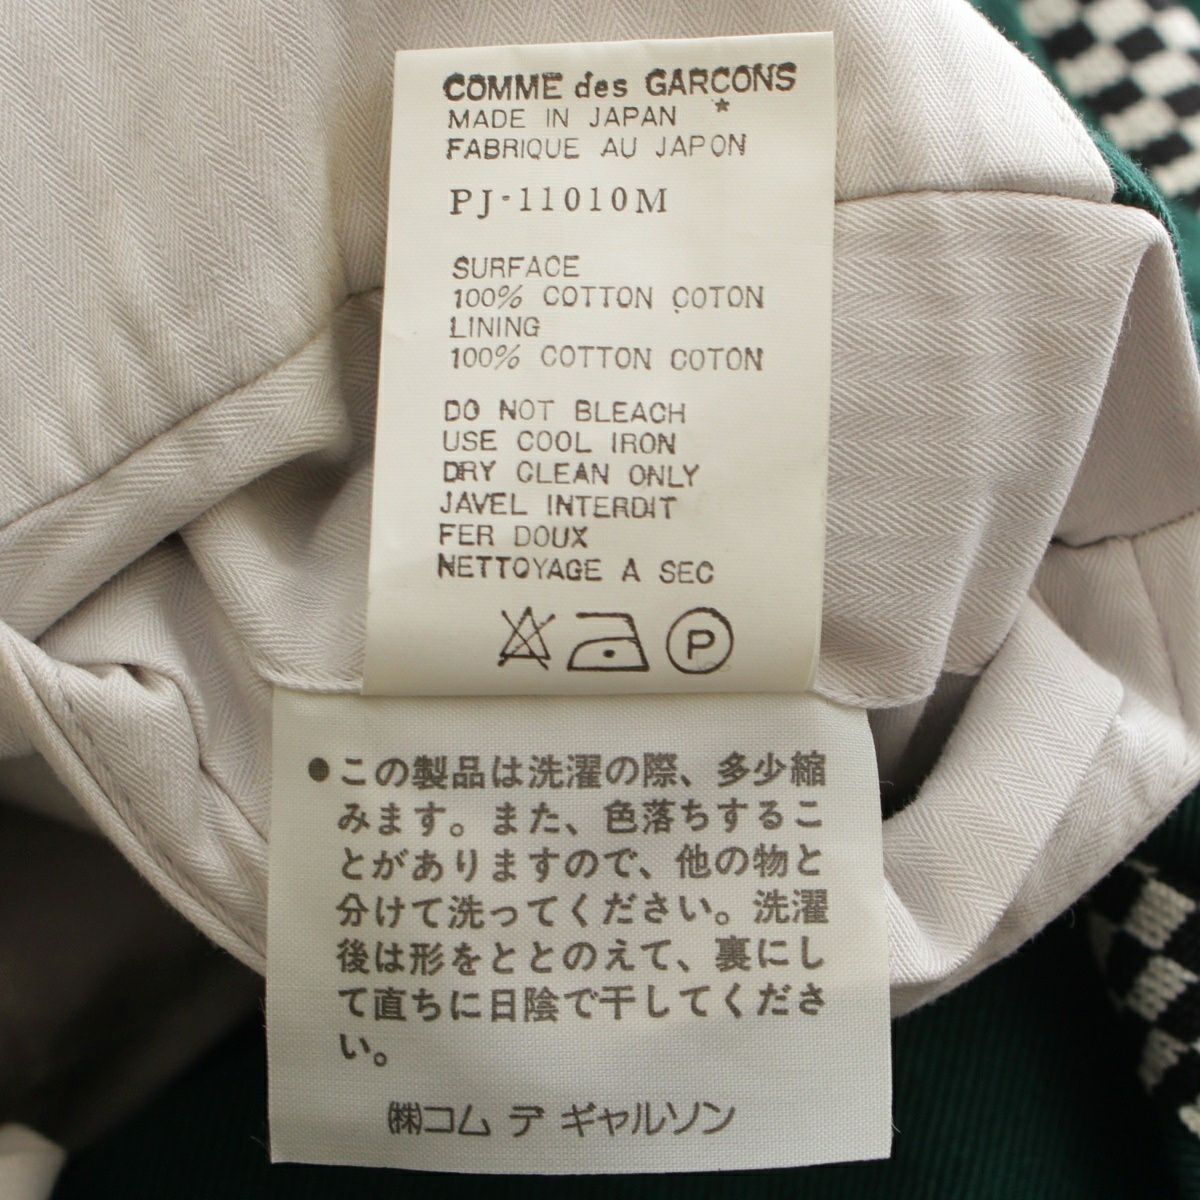 COMME des GARCONS
MADE IN JAPAN
FABRIQUE AU JAPON
PJ-11010M
SURFACE
100% COTTON COTON
LINING
100% COTTON COTON
DO NOT BLEACH
USE COOL IRON
DRY CLEAN ONLY
JAVEL INTERDIT
FER DOUX
NETTOYAGE A SEC
P
●この製品は洗濯の際、多少縮
みます。また、色落ちするこ
とがありますので、他の物と
分けて洗ってください。洗濯
後は形をととのえて、裏にし
て直ちに日陰で干してくださ
い。
㈱コム デ ギャルソン